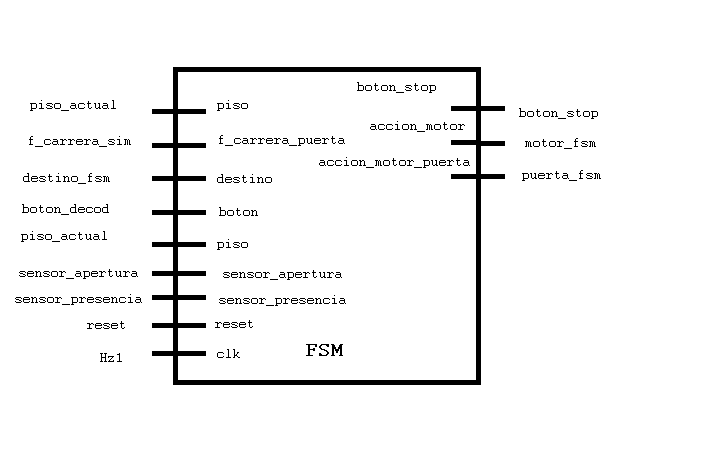 boton_stop
piso_actual piso boton_stop
accion_motor
f_carrera_sim f_carrera_puerta motor_fsm
accion_motor_puerta
destino_fsm destino puerta_fsm
boton_decod boton
piso_actual piso
sensor_apertura sensor_apertura
sensor_presencia sensor_presencia
reset reset
Hz1 clk FSM